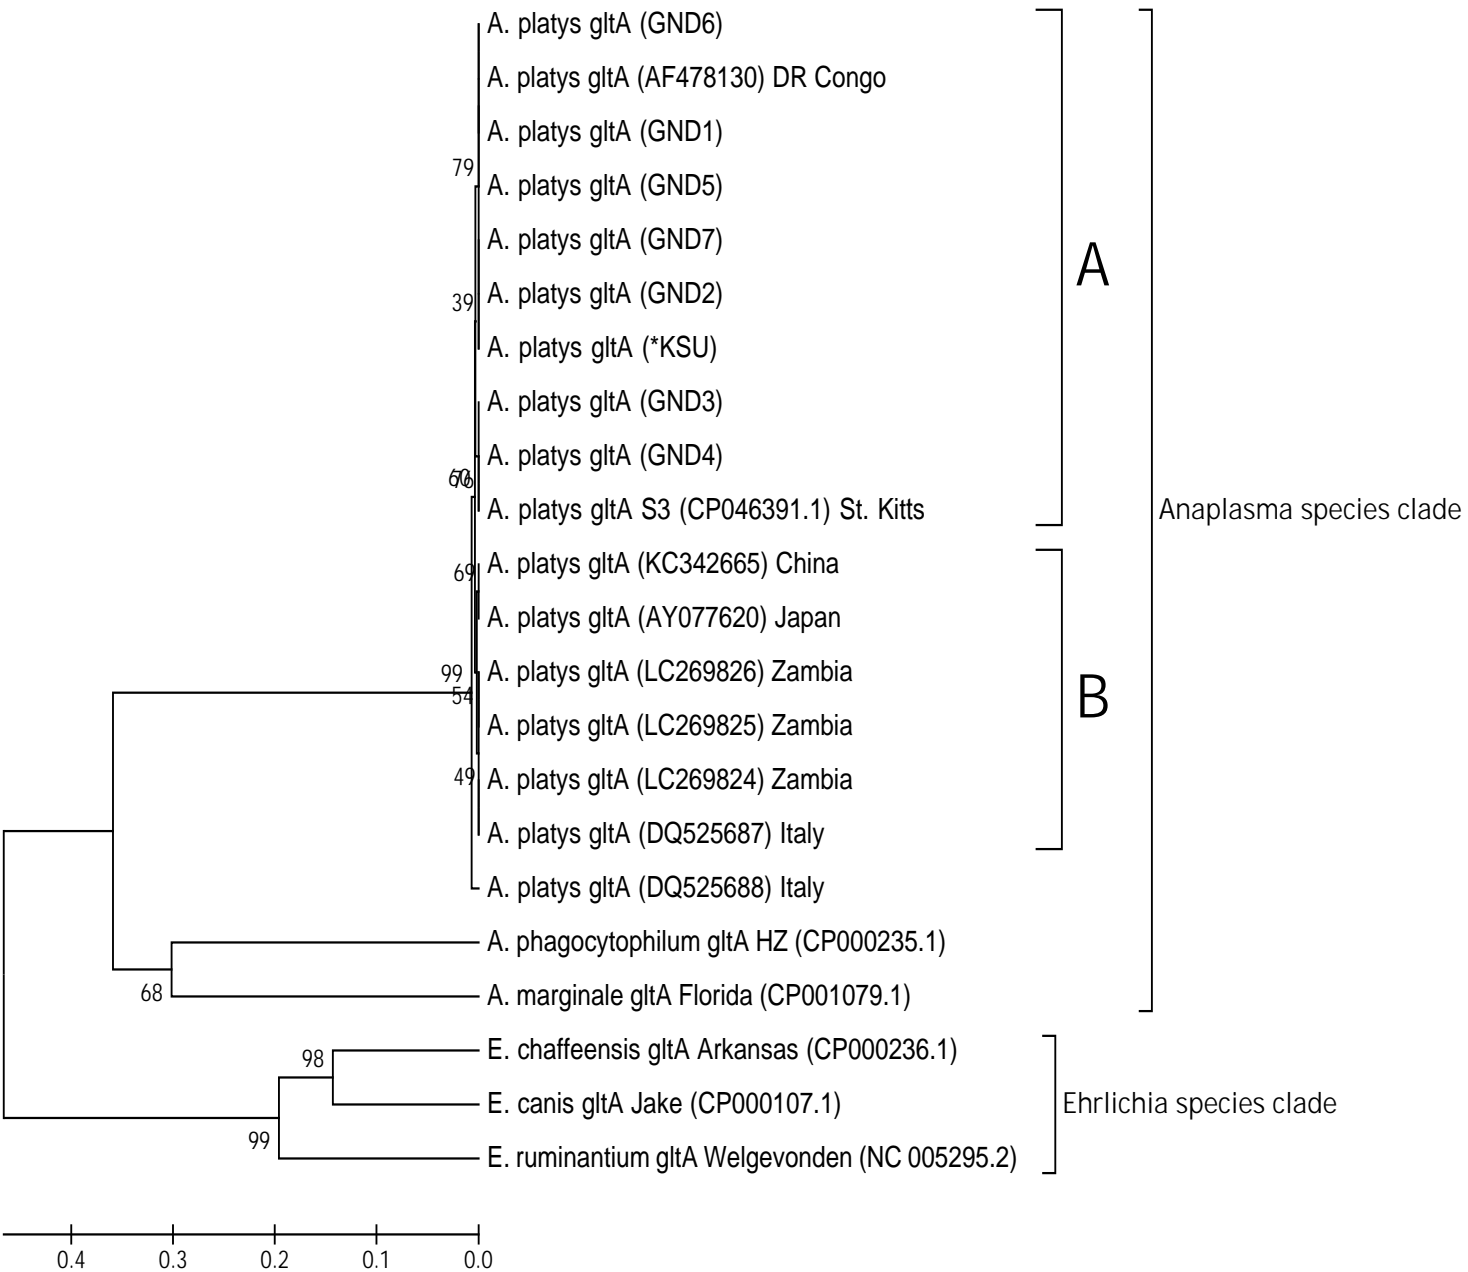 A. platys gltA (GND6)
A. platys gltA (AF478130) DR Congo
A. platys gltA (GND1)
79
A. platys gltA (GND5)
A. platys gltA (GND7)
A
39
A. platys gltA (GND2)
A. platys gltA (*KSU)
A. platys gltA (GND3)
A. platys gltA (GND4)
60
76
A. platys gltA S3 (CP046391.1) St. Kitts
Anaplasma species clade
A. platys gltA (KC342665) China
69
A. platys gltA (AY077620) Japan
A. platys gltA (LC269826) Zambia
99
54
B
A. platys gltA (LC269825) Zambia
49
A. platys gltA (LC269824) Zambia
A. platys gltA (DQ525687) Italy
A. platys gltA (DQ525688) Italy
A. phagocytophilum gltA HZ (CP000235.1)
68
A. marginale gltA Florida (CP001079.1)
98
E. chaffeensis gltA Arkansas (CP000236.1)
E. canis gltA Jake (CP000107.1)
Ehrlichia species clade
99
E. ruminantium gltA Welgevonden (NC 005295.2)
0.4 0.3 0.2 0.1 0.0